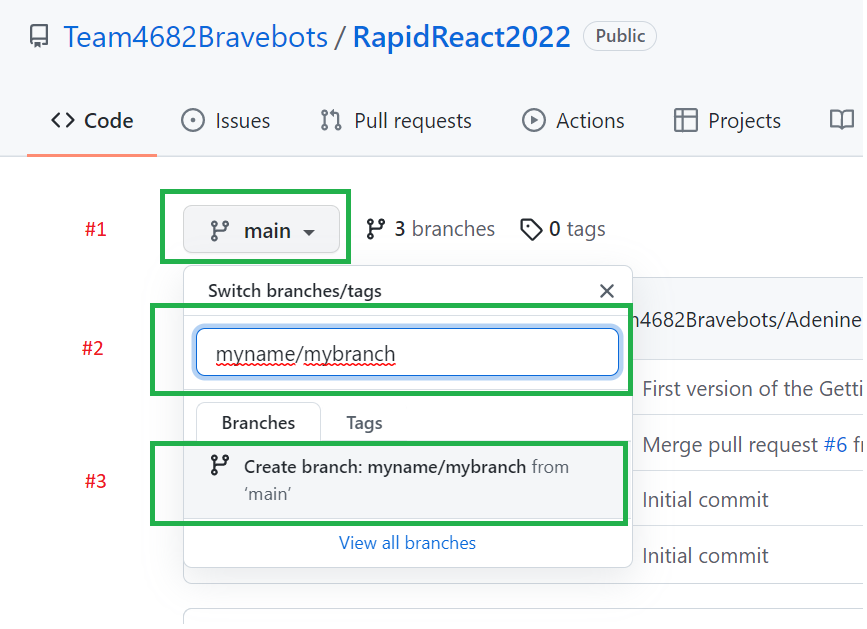 Team4682Bravebots / RapidReact2022 Public
Code Issues Pull requests Actions Projects
#1 main 3 branches 0 tags
Switch branches/tags
m4682Bravebots/Adenine
#2 myname/mybranch
First version of the Getti
Branches Tags
Merge pull request #6 fr
#3 Create branch: myname/mybranch from
'main'
Initial commit
View all branches
Initial commit